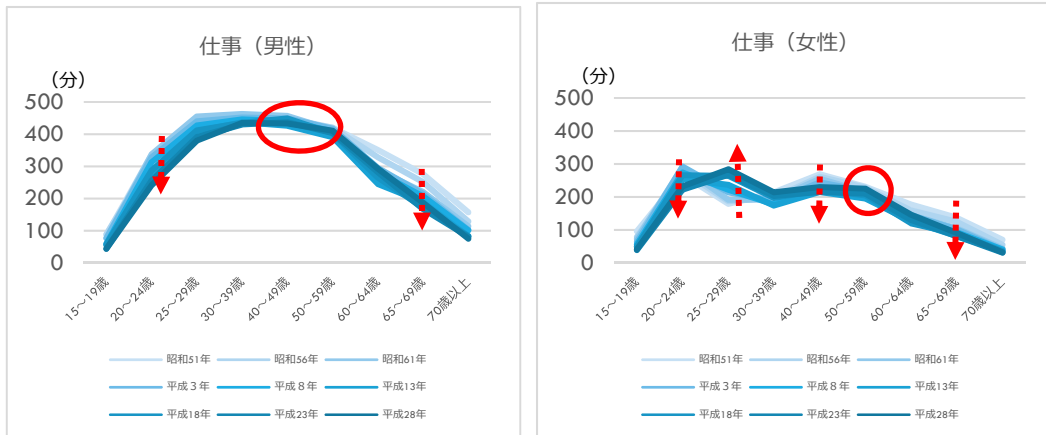 仕事（男性）
（分）
500
400
300
200
100
0
15～19歳
20～24歳
25～29歳
30～39歳
40～49歳
50～59歳
60～64歳
65～69歳
70歳以上
昭和51年 昭和56年 昭和61年
平成３年 平成８年 平成13年
平成18年 平成23年 平成28年
仕事（女性）
（分）
500
400
300
200
100
0
15～19歳
20～24歳
25～29歳
30～39歳
40～49歳
50～59歳
60～64歳
65～69歳
70歳以上
昭和51年 昭和56年 昭和61年
平成３年 平成８年 平成13年
平成18年 平成23年 平成28年